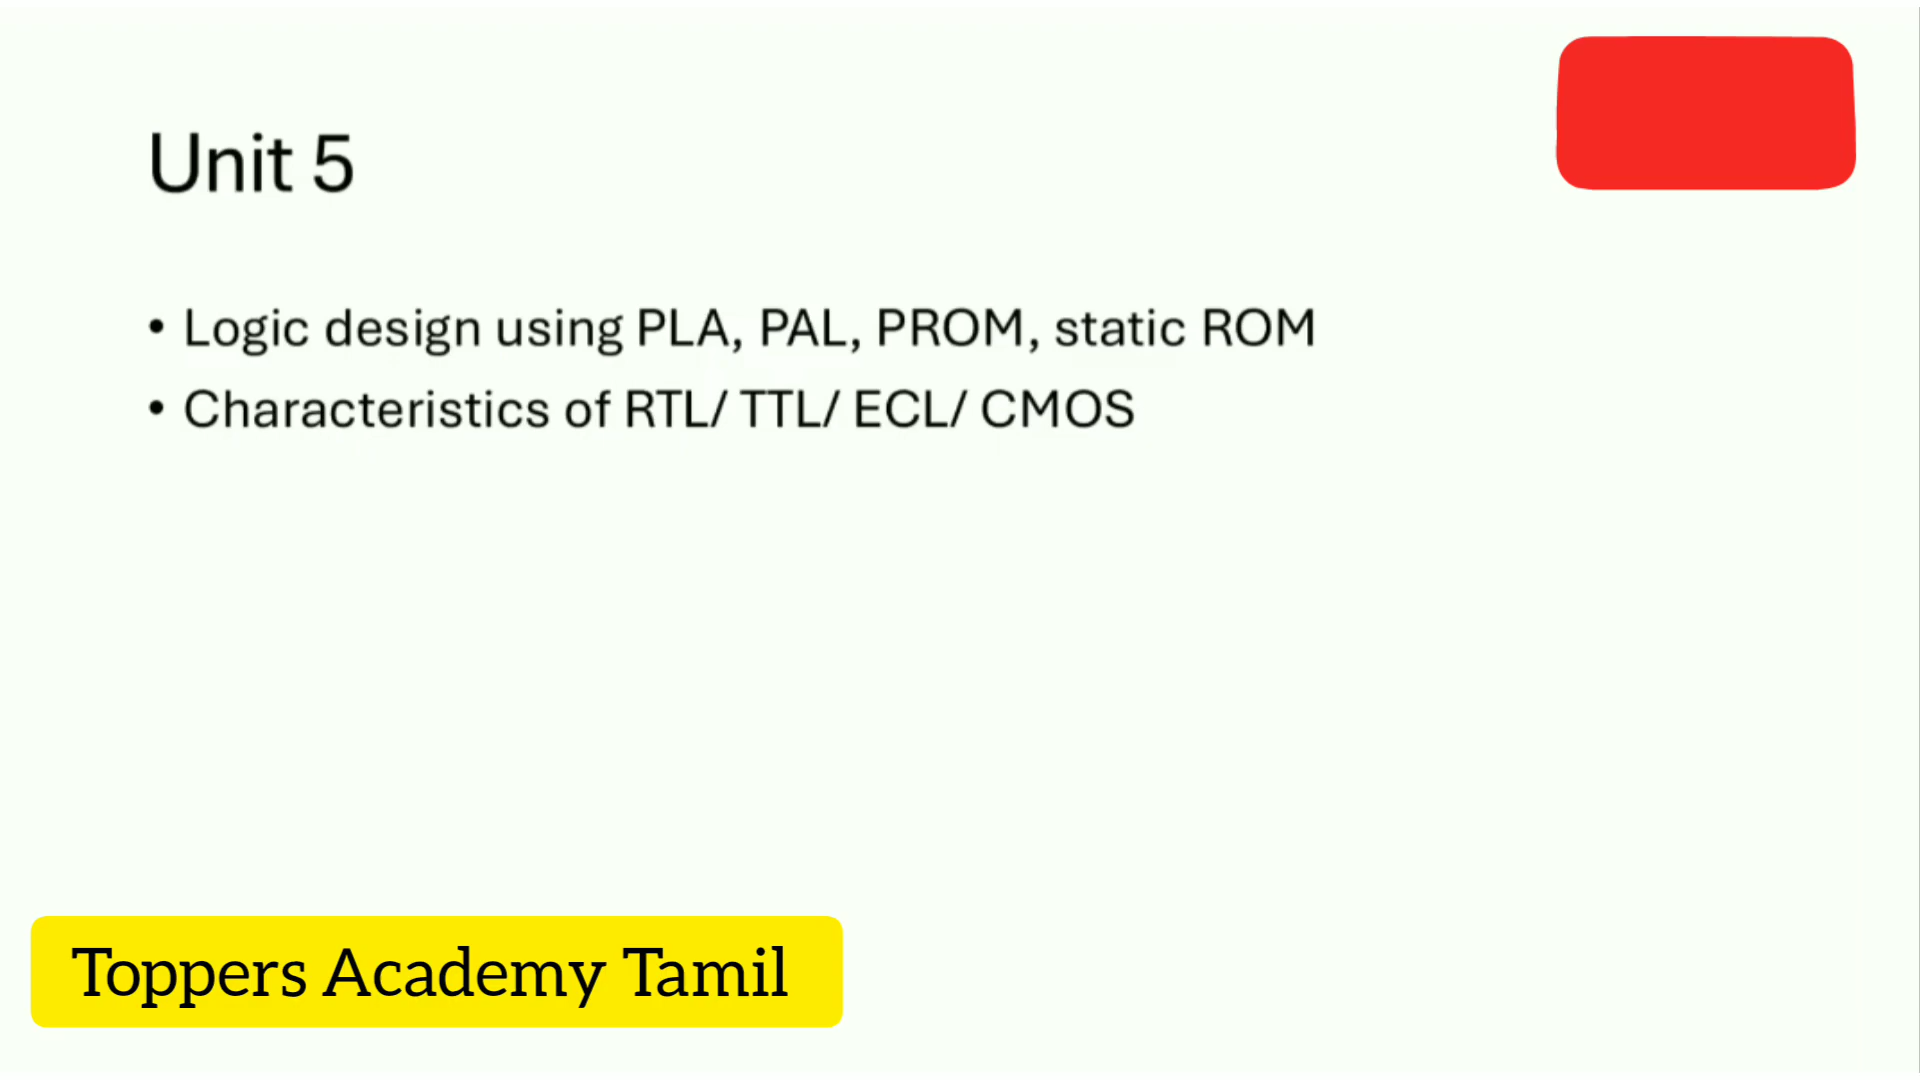 Unit 5
• Logic design using PLA, PAL, PROM, static ROM
• Characteristics of RTL/ TTL/ ECL/ CMOS
Toppers Academy Tamil